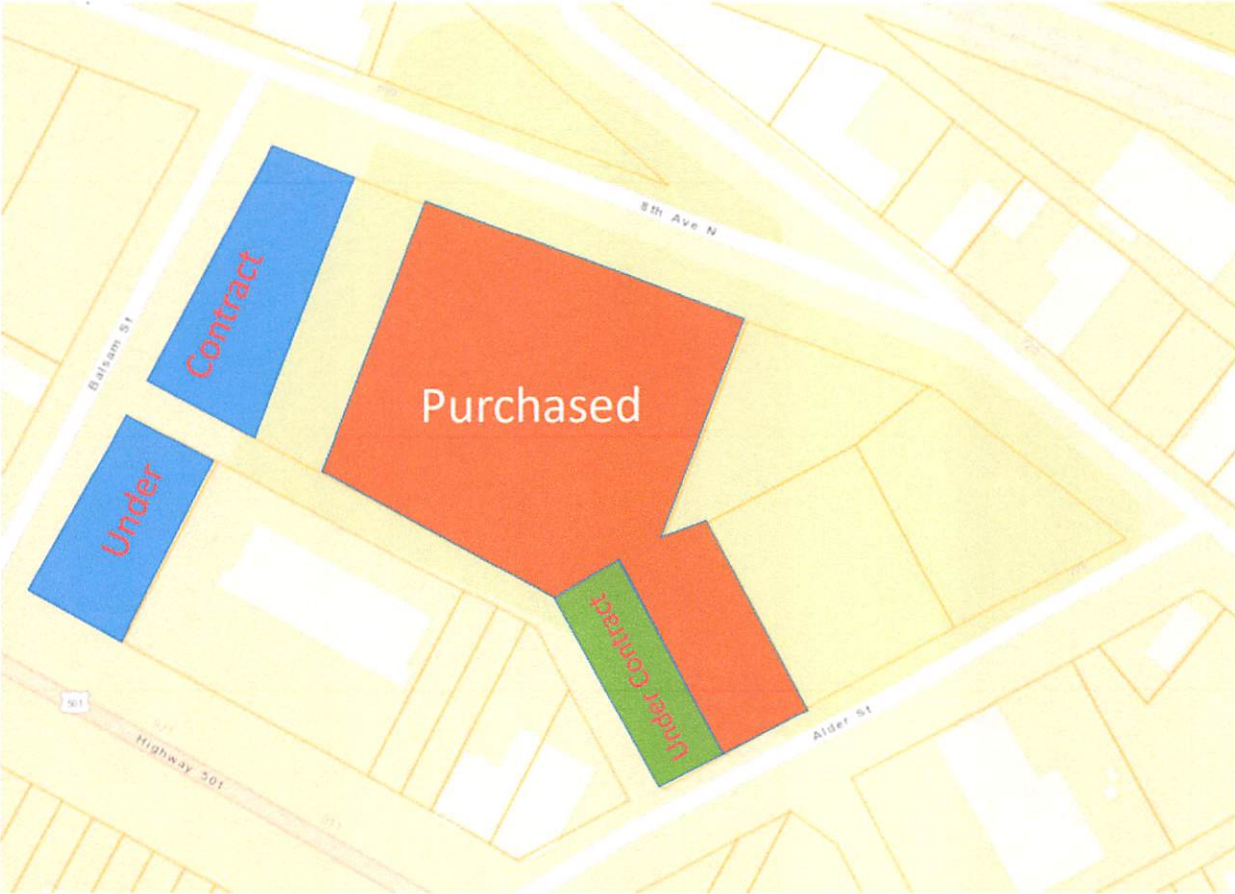 8th Ave N
Contract
Balsam St
Purchased
Under
Under Contract
501
Alder St
Highway 501